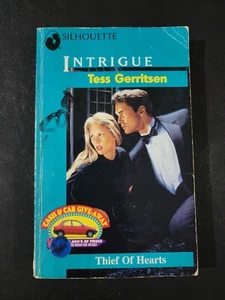 SILHOUETTE
INTRIGUE
Tess Gerritsen
CASH & CAR GIVEAWAY
Thief Of Hearts